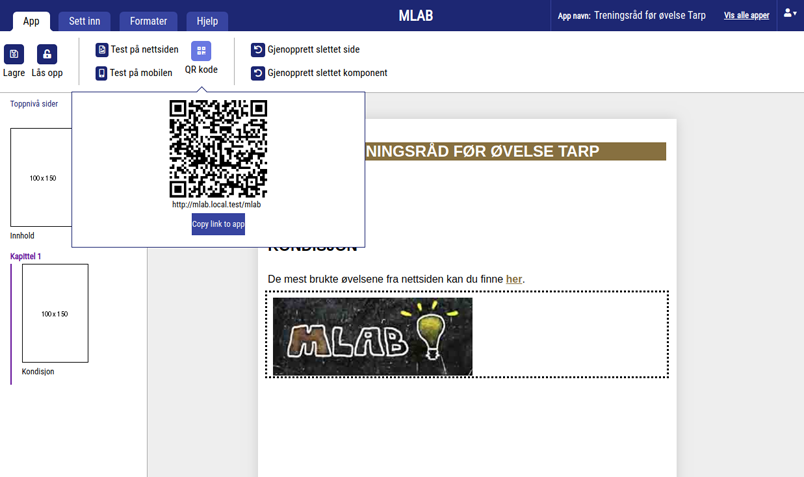 App
Sett inn
Formater
Hjelp
MLAB
App navn: Treningsråd før øvelse Tarp
Vis alle apper
Lagre
Lås opp
Test på nettsiden
Test på mobilen
QR kode
Gjenopprett slettet side
Gjenopprett slettet komponent
Toppnivå sider
100 x 150
Innhold
Kapittel 1
100 x 150
Kondisjon
http://mlab.local.test/mlab
Copy link to app
NINGSRÅD FØR ØVELSE TARP
KONDISJON
De mest brukte øvelsene fra nettsiden kan du finne her.
MLAB